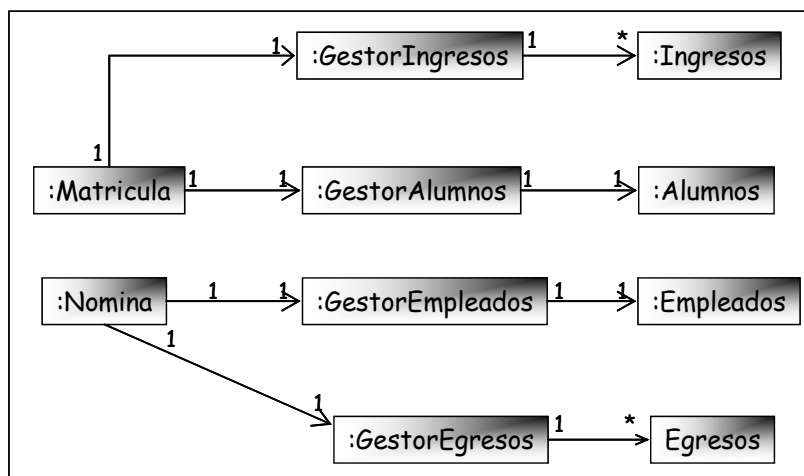 1 :GestorIngresos 1 * :Ingresos
1
:Matricula 1 1 :GestorAlumnos 1 1 :Alumnos
:Nomina 1 1 :GestorEmpleados 1 1 :Empleados
1
1 :GestorEgresos 1 * Egresos